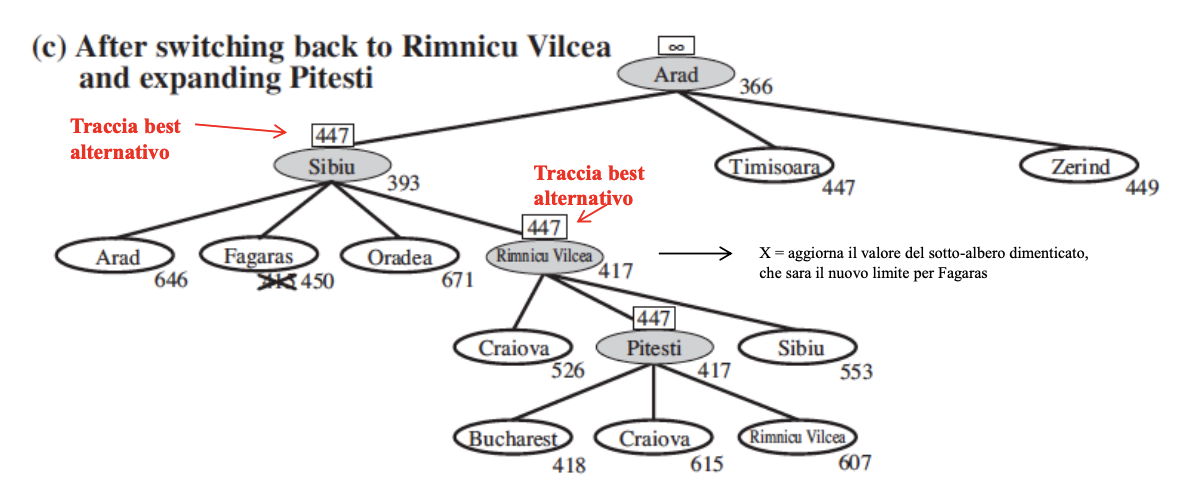 (c) After switching back to Rimnicu Vilcea
and expanding Pitesti
∞
Arad
366
Traccia best
alternativo
447
Sibiu
393
Timisoara
447
Zerind
449
Traccia best
alternativo
447
Arad
646
Fagaras
415 450
Oradea
671
Rimnicu Vilcea
417
X = aggiorna il valore del sotto-albero dimenticato,
che sara il nuovo limite per Fagaras
447
Craiova
526
Pitesti
417
Sibiu
553
Bucharest
418
Craiova
615
Rimnicu Vilcea
607